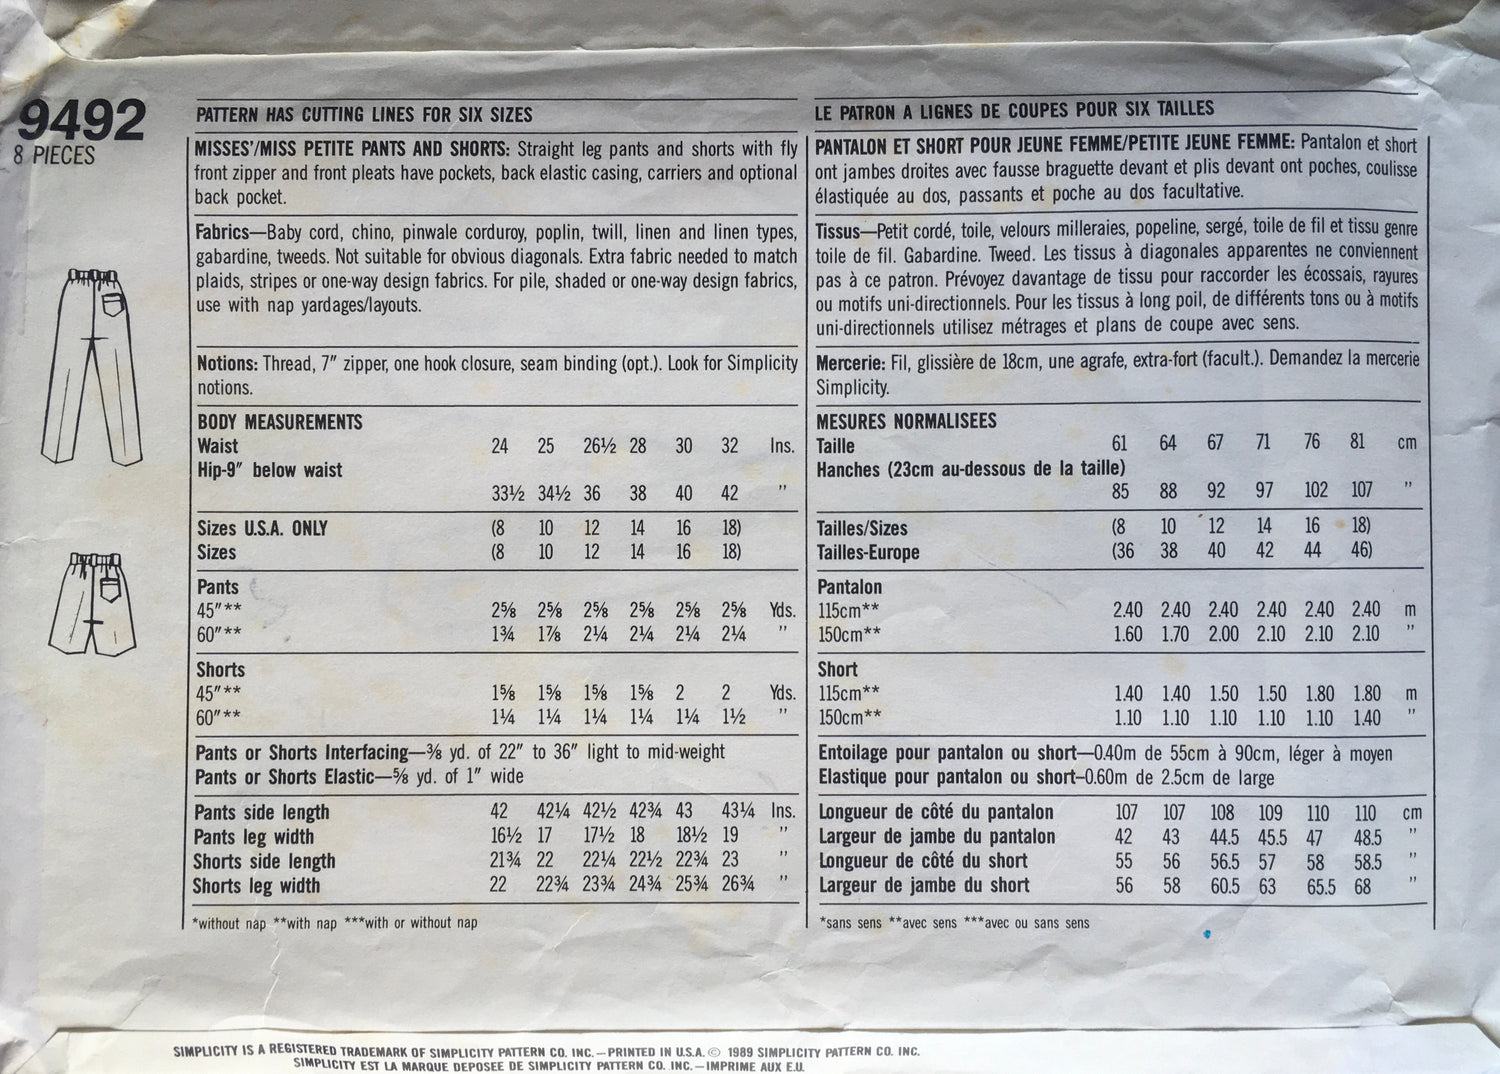 9492
8 PIECES
PATTERN HAS CUTTING LINES FOR SIX SIZES
MISSES'/MISS PETITE PANTS AND SHORTS: Straight leg pants and shorts with fly
front zipper and front pleats have pockets, back elastic casing, carriers and optional
back pocket.
Fabrics—Baby cord, chino, pinwale corduroy, poplin, twill, linen and linen types,
gabardine, tweeds. Not suitable for obvious diagonals. Extra fabric needed to match
plaids, stripes or one-way design fabrics. For pile, shaded or one-way design fabrics,
use with nap yardages/layouts.
Notions: Thread, 7" zipper, one hook closure, seam binding (opt.). Look for Simplicity
notions.
BODY MEASUREMENTS
Waist 24 25 26½ 28 30 32 Ins.
Hip-9" below waist
33½ 34½ 36 38 40 42 "
Sizes U.S.A. ONLY (8 10 12 14 16 18)
Sizes (8 10 12 14 16 18)
Pants
45"** 2⅝ 2⅝ 2⅝ 2⅝ 2⅝ 2⅝ Yds.
60"** 1¾ 1⅞ 2¼ 2¼ 2¼ 2¼ "
Shorts
45"** 1⅝ 1⅝ 1⅝ 1⅝ 2 2 Yds.
60"** 1¼ 1¼ 1¼ 1¼ 1¼ 1½ "
Pants or Shorts Interfacing—⅜ yd. of 22" to 36" light to mid-weight
Pants or Shorts Elastic—⅝ yd. of 1" wide
Pants side length 42 42¼ 42½ 42¾ 43 43¼ Ins.
Pants leg width 16½ 17 17½ 18 18½ 19 "
Shorts side length 21¾ 22 22¼ 22½ 22¾ 23 "
Shorts leg width 22 22¾ 23¾ 24¾ 25¾ 26¾ "
*without nap **with nap ***with or without nap
LE PATRON A LIGNES DE COUPES POUR SIX TAILLES
PANTALON ET SHORT POUR JEUNE FEMME/PETITE JEUNE FEMME: Pantalon et short
ont jambes droites avec fausse braguette devant et plis devant ont poches, coulisse
élastiquée au dos, passants et poche au dos facultative.
Tissus—Petit cordé, toile, velours milleraies, popeline, sergé, toile de fil et tissu genre
toile de fil. Gabardine. Tweed. Les tissus à diagonales apparentes ne conviennent
pas à ce patron. Prévoyez davantage de tissu pour raccorder les écossais, rayures
ou motifs uni-directionnels. Pour les tissus à long poil, de différents tons ou à motifs
uni-directionnels utilisez métrages et plans de coupe avec sens.
Mercerie: Fil, glissière de 18cm, une agrafe, extra-fort (facult.). Demandez la mercerie
Simplicity.
MESURES NORMALISEES
Taille 61 64 67 71 76 81 cm
Hanches (23cm au-dessous de la taille)
85 88 92 97 102 107 "
Tailles/Sizes (8 10 12 14 16 18)
Tailles-Europe (36 38 40 42 44 46)
Pantalon
115cm** 2.40 2.40 2.40 2.40 2.40 2.40 m
150cm** 1.60 1.70 2.00 2.10 2.10 2.10 "
Short
115cm** 1.40 1.40 1.50 1.50 1.80 1.80 m
150cm** 1.10 1.10 1.10 1.10 1.10 1.40 "
Entoilage pour pantalon ou short—0.40m de 55cm à 90cm, léger à moyen
Elastique pour pantalon ou short—0.60m de 2.5cm de large
Longueur de côté du pantalon 107 107 108 109 110 110 cm
Largeur de jambe du pantalon 42 43 44.5 45.5 47 48.5 "
Longueur de côté du short 55 56 56.5 57 58 58.5 "
Largeur de jambe du short 56 58 60.5 63 65.5 68 "
*sans sens **avec sens ***avec ou sans sens
SIMPLICITY IS A REGISTERED TRADEMARK OF SIMPLICITY PATTERN CO. INC.—PRINTED IN U.S.A. © 1989 SIMPLICITY PATTERN CO. INC.
SIMPLICITY EST LA MARQUE DEPOSEE DE SIMPLICITY PATTERN CO. INC.—IMPRIME AUX E.U.